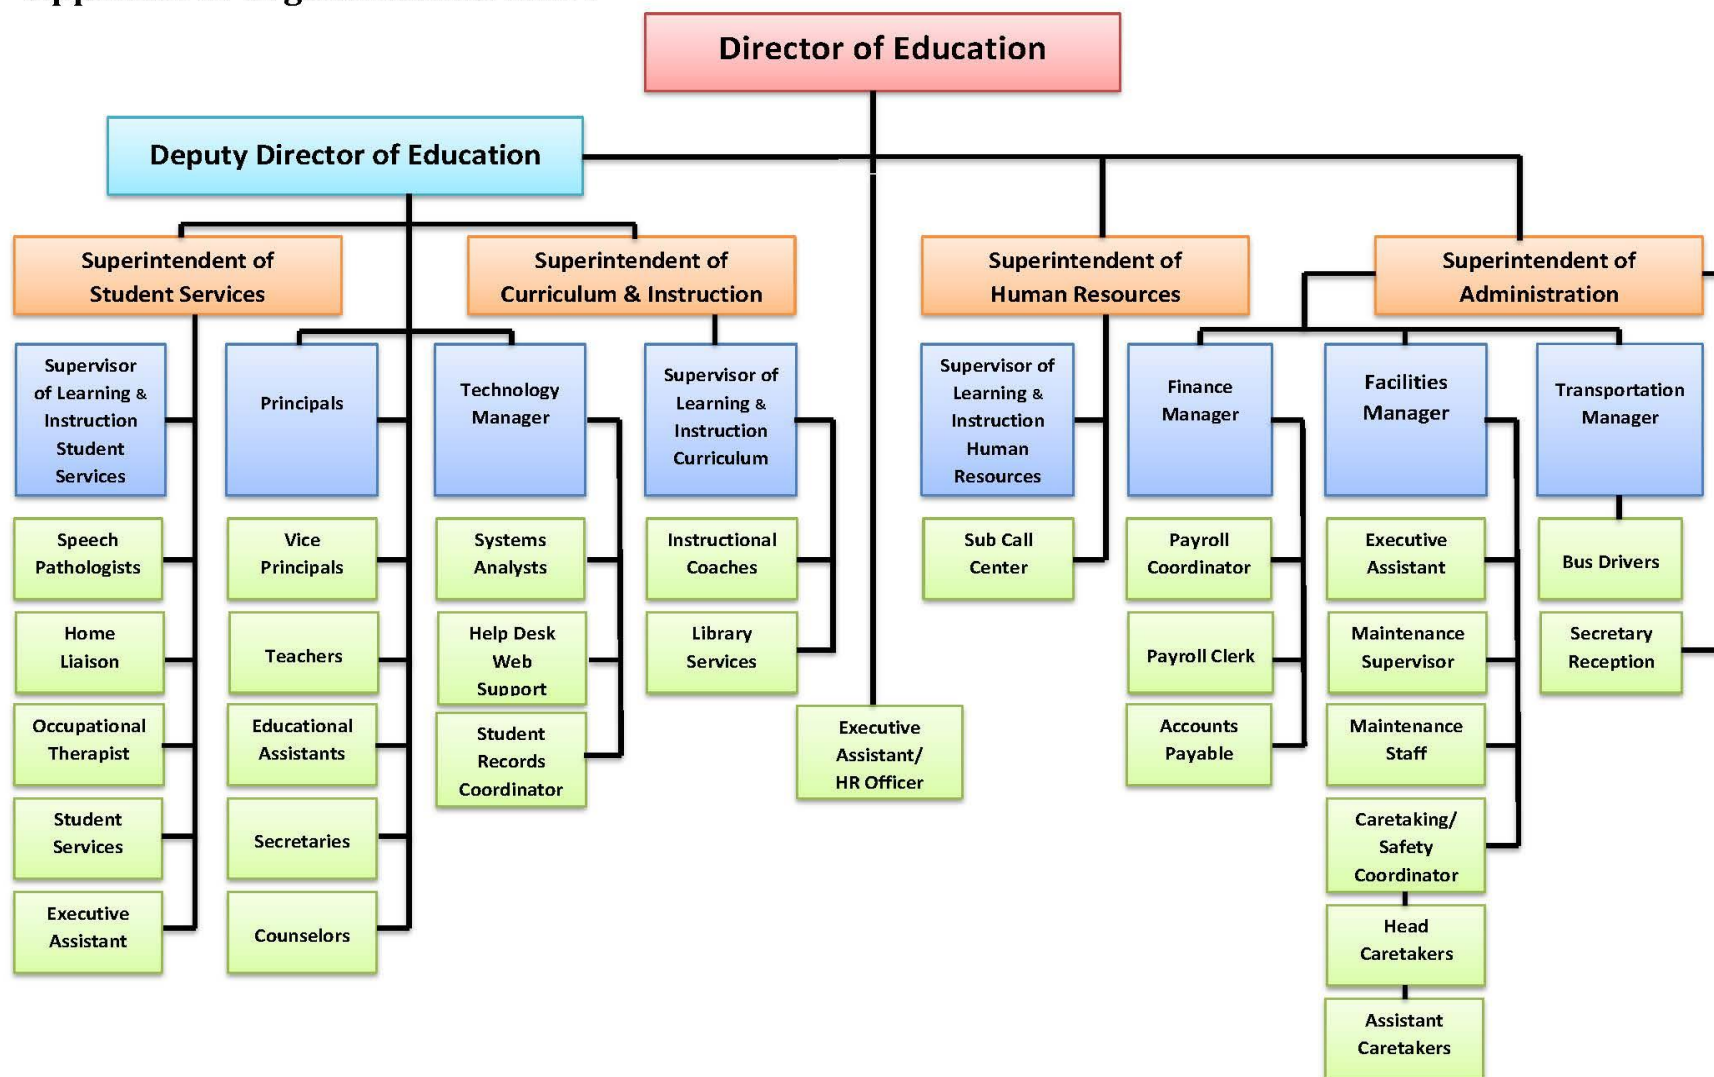 Director of Education
Deputy Director of Education
Superintendent of
Student Services
Superintendent of
Curriculum & Instruction
Superintendent of
Human Resources
Superintendent of
Administration
Supervisor
of Learning &
Instruction
Student
Services
Principals
Technology
Manager
Supervisor of
Learning &
Instruction
Curriculum
Supervisor of
Learning &
Instruction
Human
Resources
Finance
Manager
Facilities
Manager
Transportation
Manager
Speech
Pathologists
Vice
Principals
Systems
Analysts
Instructional
Coaches
Sub Call
Center
Payroll
Coordinator
Executive
Assistant
Bus Drivers
Home
Liaison
Teachers
Help Desk
Web
Support
Library
Services
Payroll Clerk
Maintenance
Supervisor
Secretary
Reception
Occupational
Therapist
Educational
Assistants
Student
Records
Coordinator
Executive
Assistant/
HR Officer
Accounts
Payable
Maintenance
Staff
Student
Services
Secretaries
Caretaking/
Safety
Coordinator
Executive
Assistant
Counselors
Head
Caretakers
Assistant
Caretakers